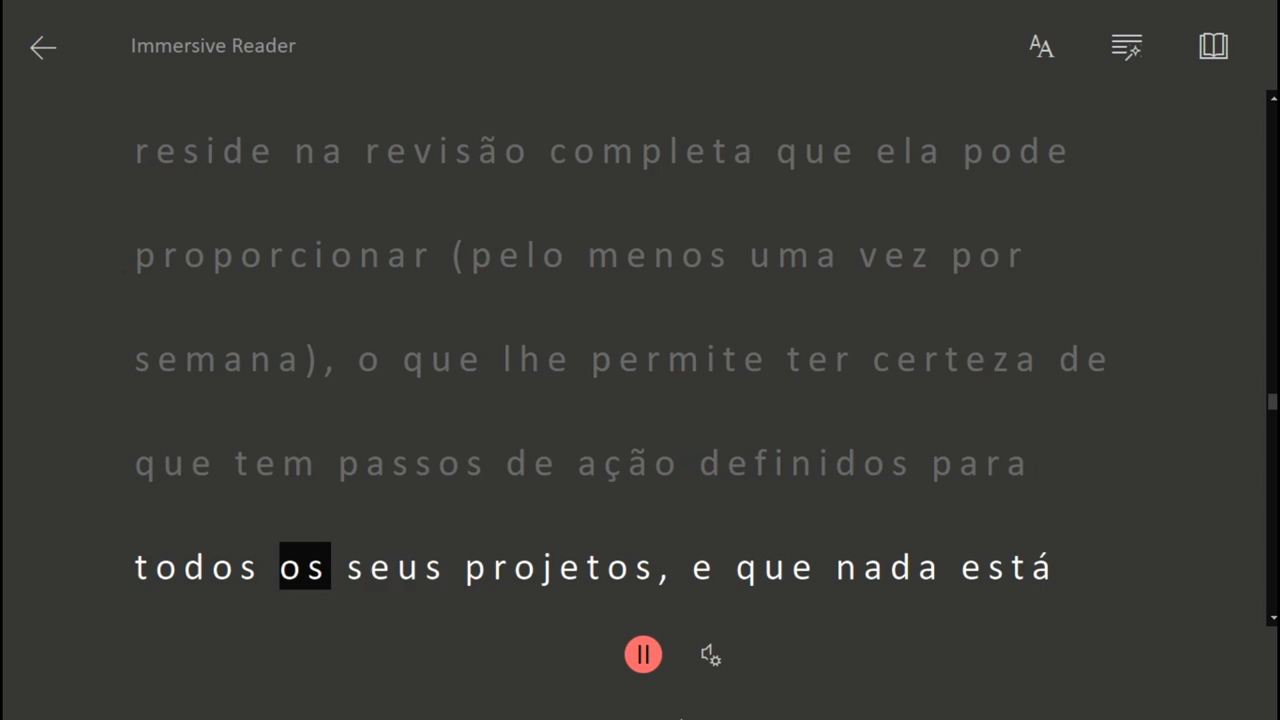 Immersive Reader
reside na revisão completa que ela pode
proporcionar (pelo menos uma vez por
semana), o que lhe permite ter certeza de
que tem passos de ação definidos para
todos os seus projetos, e que nada está